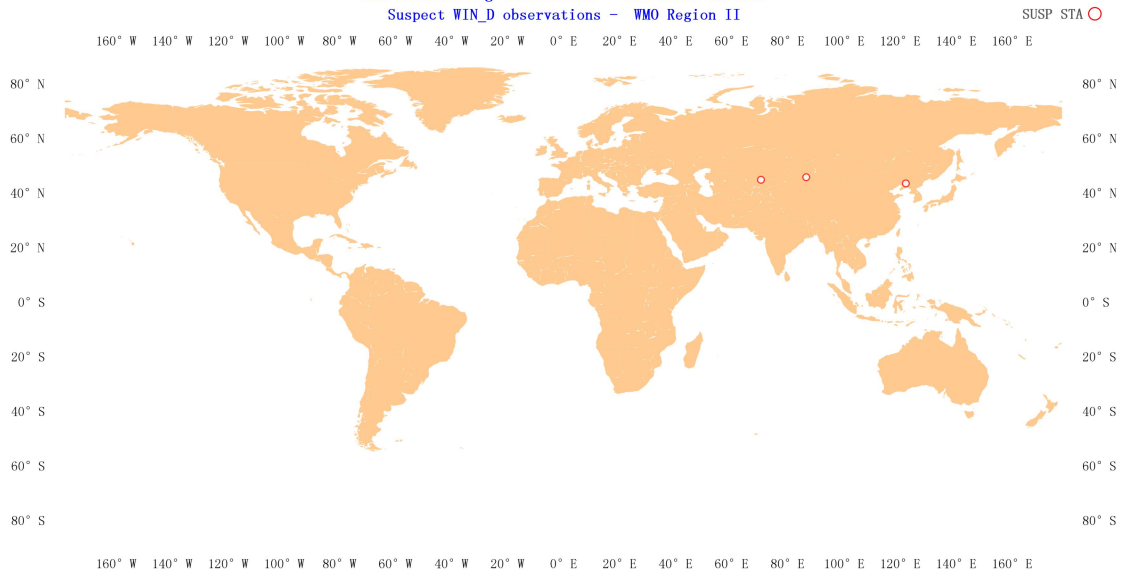 Suspect WIN_D observations - WMO Region II
SUSP STA
160° W 140° W 120° W 100° W 80° W 60° W 40° W 20° W 0° E 20° E 40° E 60° E 80° E 100° E 120° E 140° E 160° E
80° N 80° N
60° N 60° N
40° N 40° N
20° N 20° N
0° S 0° S
20° S 20° S
40° S 40° S
60° S 60° S
80° S 80° S
160° W 140° W 120° W 100° W 80° W 60° W 40° W 20° W 0° E 20° E 40° E 60° E 80° E 100° E 120° E 140° E 160° E